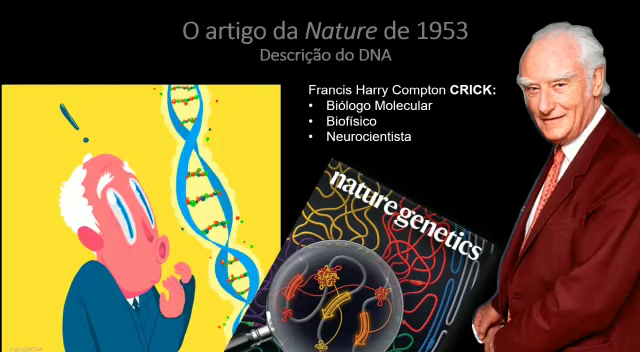 O artigo da Nature de 1953
Descrição do DNA
Francis Harry Compton CRICK:
• Biólogo Molecular
• Biofísico
• Neurocientista
nature genetics